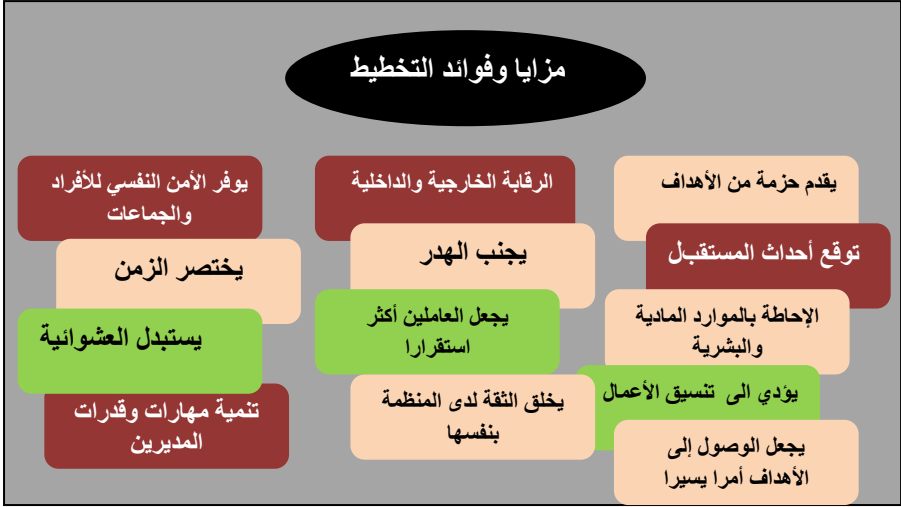 مزايا وفوائد التخطيط
يقدم حزمة من الأهداف
توقع أحداث المستقبل
الإحاطة بالموارد المادية
والبشرية
يؤدي الى تنسيق الأعمال
يجعل الوصول إلى
الأهداف أمرا يسيرا
الرقابة الخارجية والداخلية
يجنب الهدر
يجعل العاملين أكثر
استقرارا
يخلق الثقة لدى المنظمة
بنفسها
يوفر الأمن النفسي للأفراد
والجماعات
يختصر الزمن
يستبدل العشوائية
تنمية مهارات وقدرات
المديرين